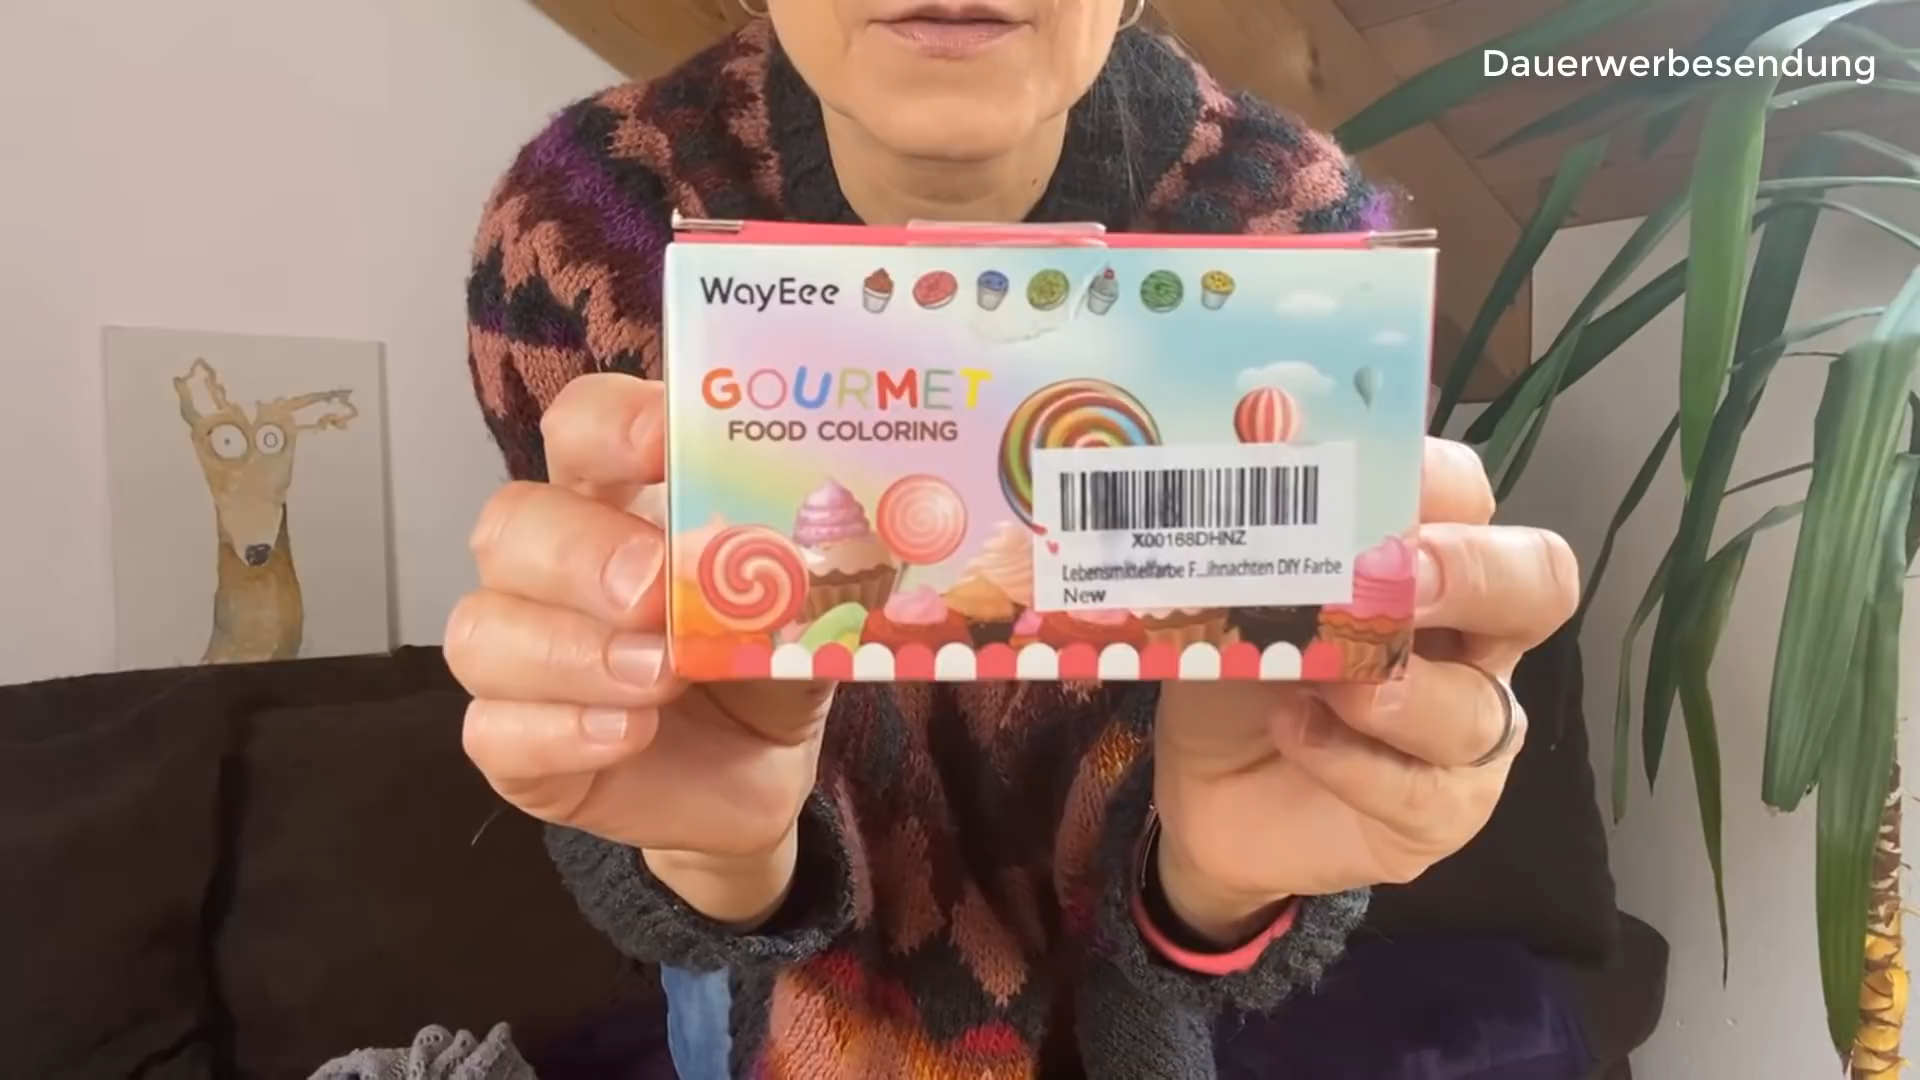 Dauerwerbesendung
WayEee
GOURMET
FOOD COLORING
X00168DHNZ
Lebensmittelfarbe F...ihnachten DIY Farbe
New